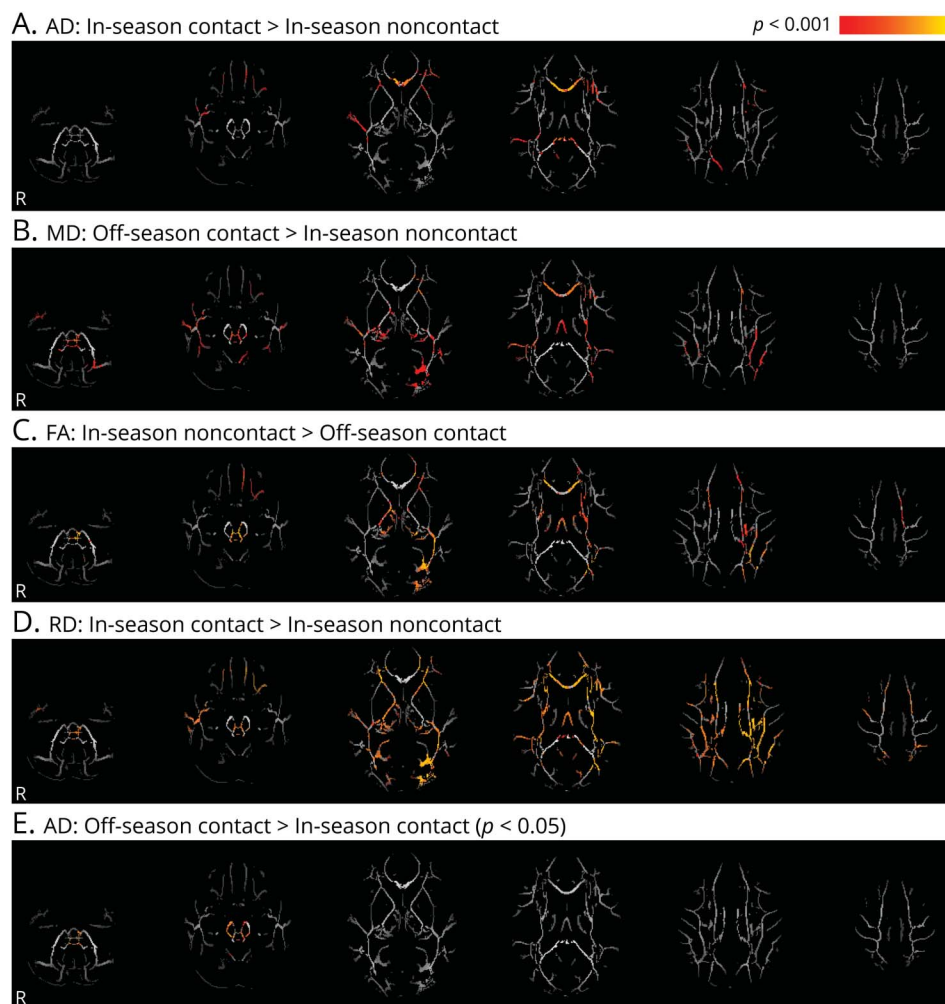 A. AD: In-season contact > In-season noncontact
p < 0.001
R
B. MD: Off-season contact > In-season noncontact
R
C. FA: In-season noncontact > Off-season contact
R
D. RD: In-season contact > In-season noncontact
R
E. AD: Off-season contact > In-season contact (p < 0.05)
R